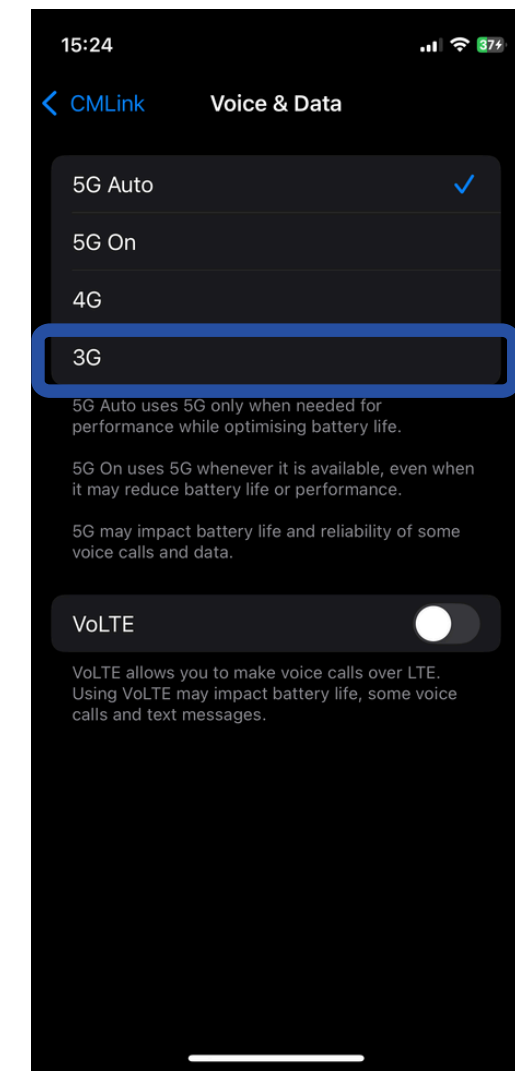 15:24
37
CMLink
Voice & Data
5G Auto
5G On
4G
3G
5G Auto uses 5G only when needed for
performance while optimising battery life.
5G On uses 5G whenever it is available, even when
it may reduce battery life or performance.
5G may impact battery life and reliability of some
voice calls and data.
VoLTE
VoLTE allows you to make voice calls over LTE.
Using VoLTE may impact battery life, some voice
calls and text messages.